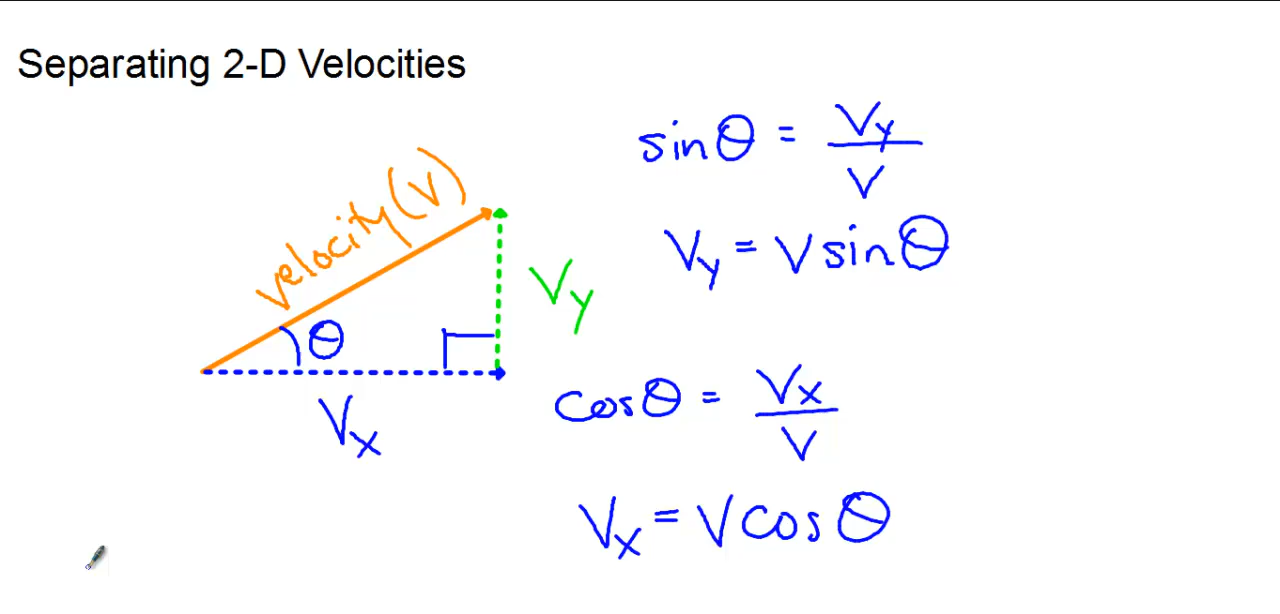 Separating 2-D Velocities
sinθ = Vy/V
velocity (V)
Vy = V sinθ
Vy
θ
cosθ = Vx/V
Vx
Vx = V cosθ